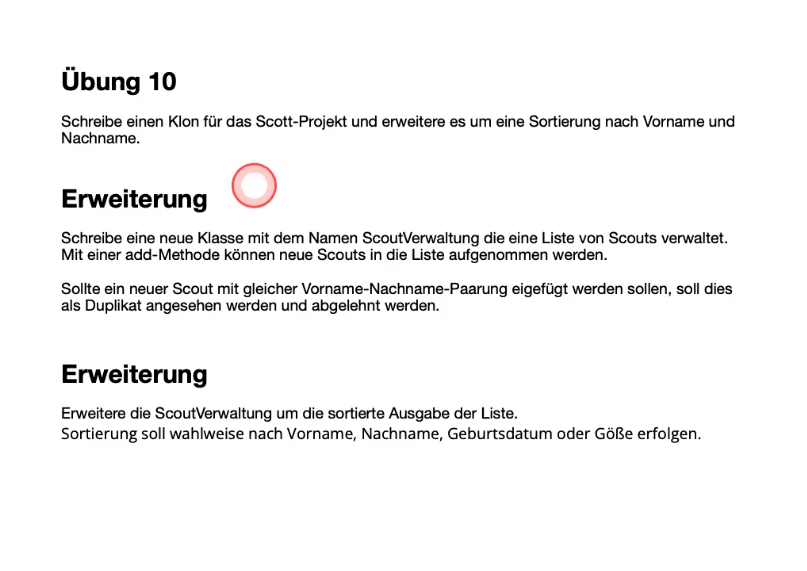 Übung 10
Schreibe einen Klon für das Scott-Projekt und erweitere es um eine Sortierung nach Vorname und
Nachname.
Erweiterung
Schreibe eine neue Klasse mit dem Namen ScoutVerwaltung die eine Liste von Scouts verwaltet.
Mit einer add-Methode können neue Scouts in die Liste aufgenommen werden.
Sollte ein neuer Scout mit gleicher Vorname-Nachname-Paarung eigefügt werden sollen, soll dies
als Duplikat angesehen werden und abgelehnt werden.
Erweiterung
Erweitere die ScoutVerwaltung um die sortierte Ausgabe der Liste.
Sortierung soll wahlweise nach Vorname, Nachname, Geburtsdatum oder Göße erfolgen.